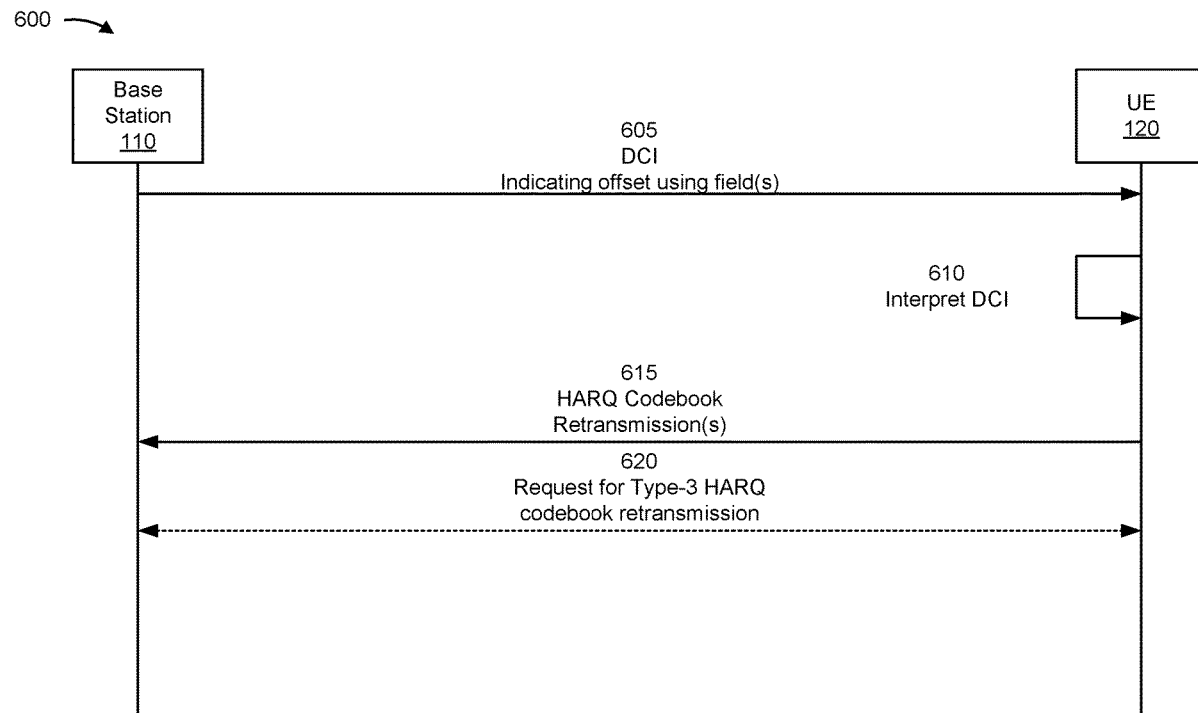 600
Base
Station
110
UE
120
605
DCI
Indicating offset using field(s)
610
Interpret DCI
615
HARQ Codebook
Retransmission(s)
620
Request for Type-3 HARQ
codebook retransmission